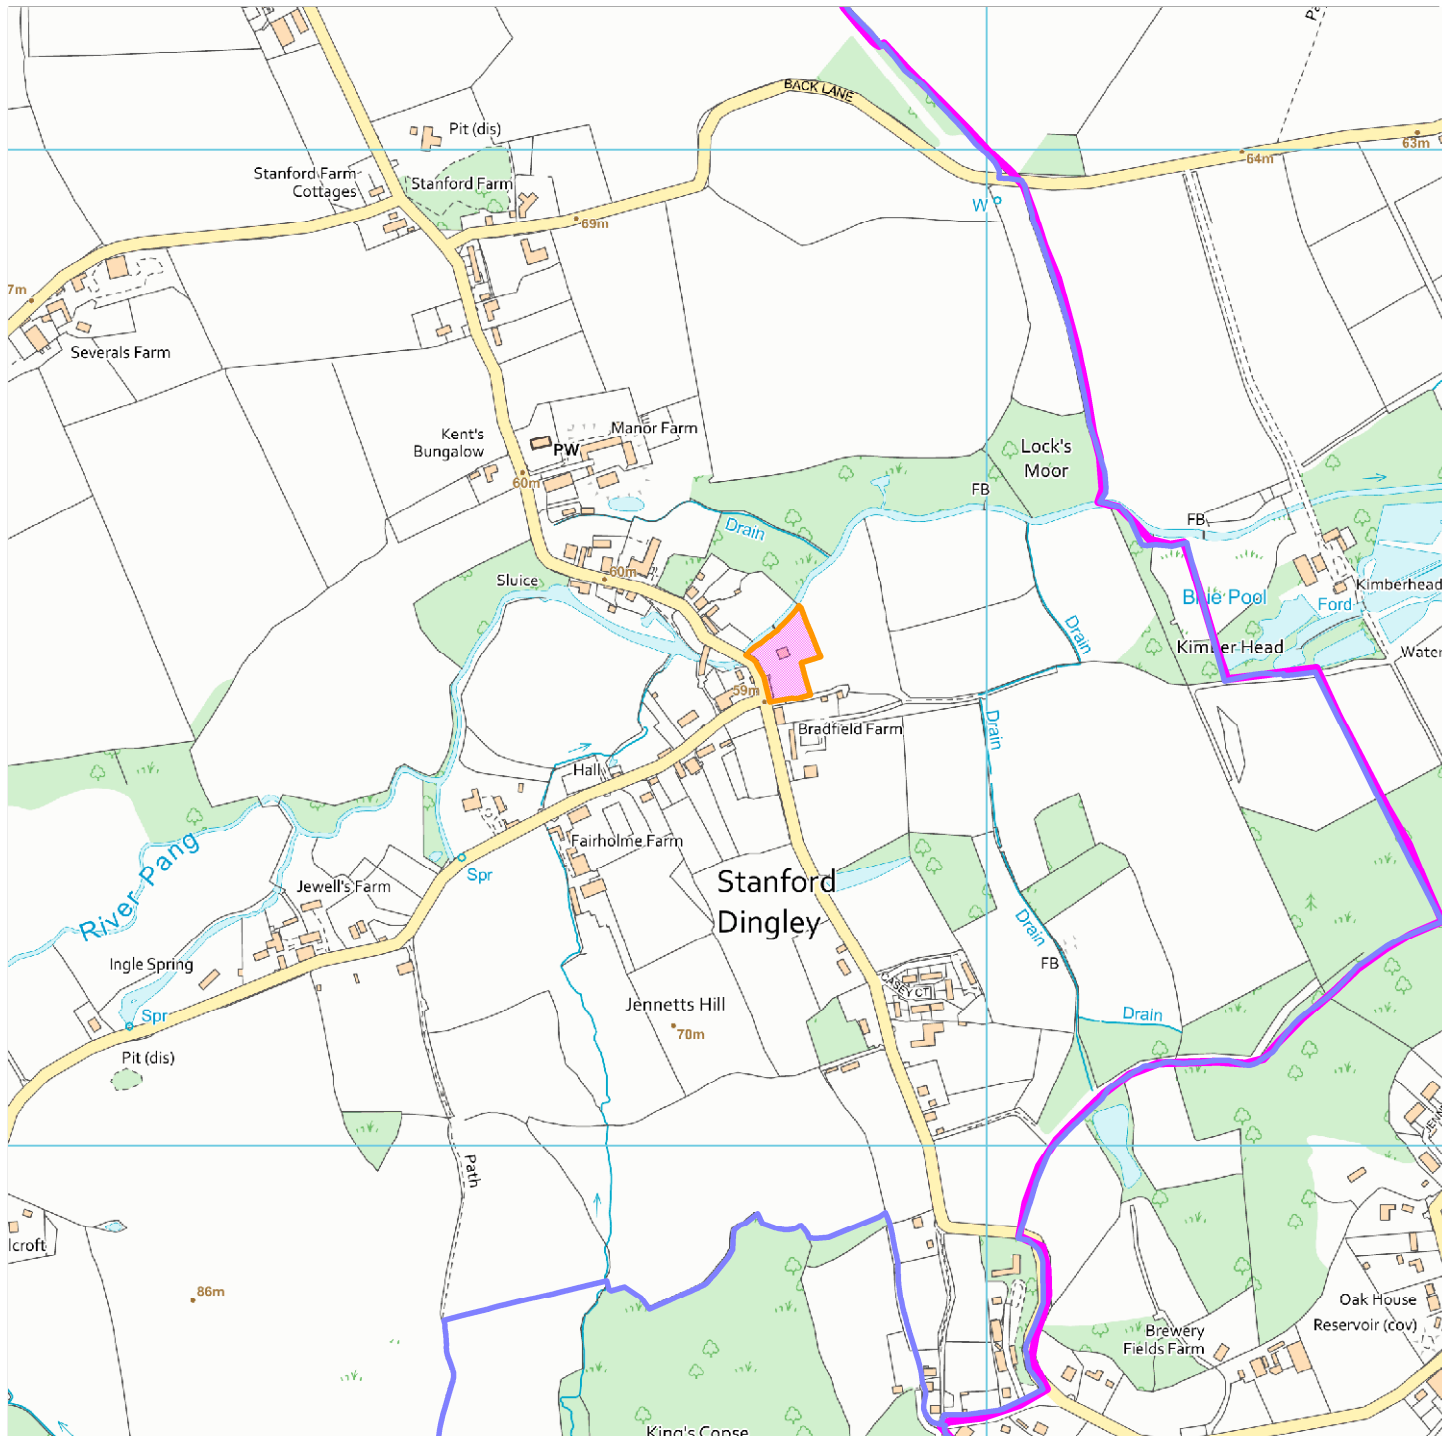 BACK LANE
Pit (dis)
63m
64m
Stanford Farm
Cottages
Stanford Farm
W
69m
7m
Severals Farm
Kent's
Bungalow
PW
Manor Farm
Lock's
Moor
60m
FB
FB
Drain
Sluice
60m
Kimberhead
Blue Pool
Ford
Drain
Kimber Head
Water
59m
Bradfield Farm
Drain
Hall
Fairholme Farm
River Pang
Spr
Jewell's Farm
Stanford
Dingley
Drain
FB
Ingle Spring
CASEY CT
Jennetts Hill
70m
Spr
Drain
Pit (dis)
Path
lcroft
86m
Oak House
Reservoir (cov)
Brewery
Fields Farm
King's Copse